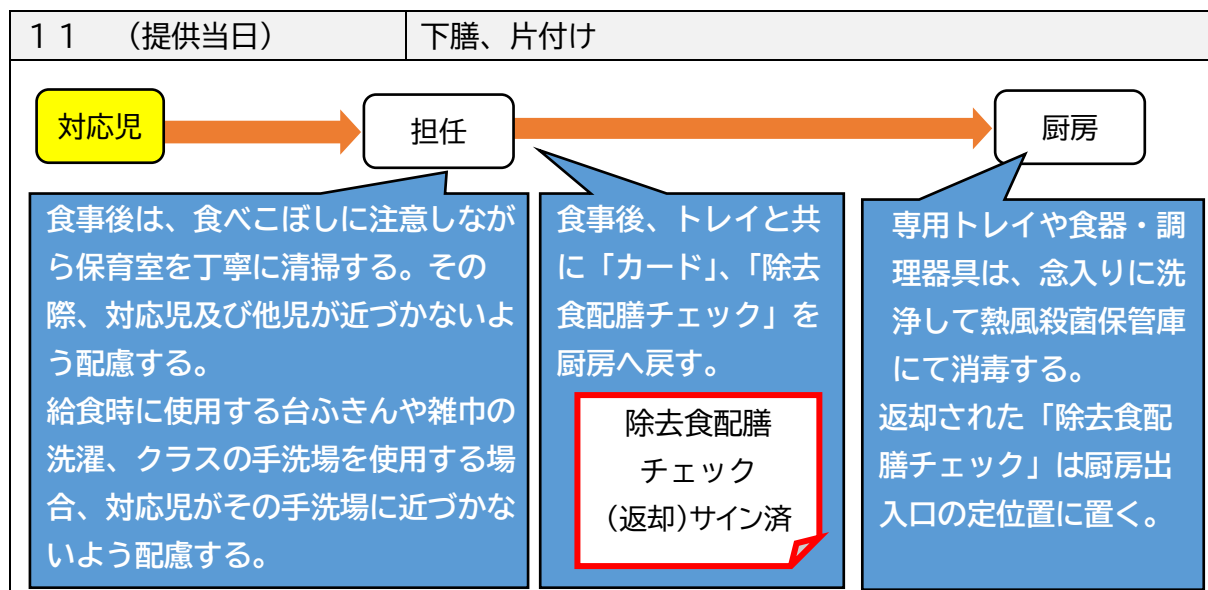 １１　（提供当日）
下膳、片付け
対応児
担任
厨房
食事後は、食べこぼしに注意しなが
ら保育室を丁寧に清掃する。その
際、対応児及び他児が近づかないよ
う配慮する。
給食時に使用する台ふきんや雑巾の
洗濯、クラスの手洗場を使用する場
合、対応児がその手洗場に近づかな
いよう配慮する。
食事後、トレイと共
に「カード」、「除去
食配膳チェック」を
厨房へ戻す。
除去食配膳
チェック
（返却）サイン済
専用トレイや食器・調
理器具は、念入りに洗
浄して熱風殺菌保管庫
にて消毒する。
返却された「除去食配
膳チェック」は厨房出
入口の定位置に置く。